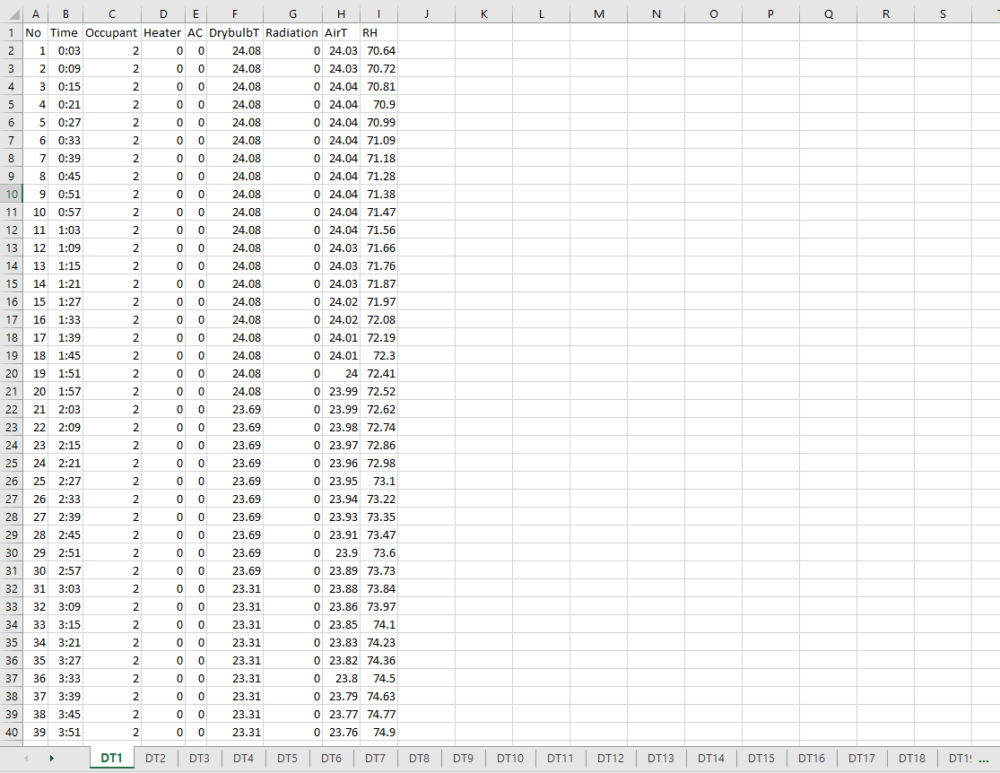 A B C D E F G H I J K L M N O P Q R S
1 No Time Occupant Heater AC DrybulbT Radiation AirT RH
2 1 0:03 2 0 0 24.08 0 24.03 70.64
3 2 0:09 2 0 0 24.08 0 24.03 70.72
4 3 0:15 2 0 0 24.08 0 24.04 70.81
5 4 0:21 2 0 0 24.08 0 24.04 70.9
6 5 0:27 2 0 0 24.08 0 24.04 70.99
7 6 0:33 2 0 0 24.08 0 24.04 71.09
8 7 0:39 2 0 0 24.08 0 24.04 71.18
9 8 0:45 2 0 0 24.08 0 24.04 71.28
10 9 0:51 2 0 0 24.08 0 24.04 71.38
11 10 0:57 2 0 0 24.08 0 24.04 71.47
12 11 1:03 2 0 0 24.08 0 24.04 71.56
13 12 1:09 2 0 0 24.08 0 24.03 71.66
14 13 1:15 2 0 0 24.08 0 24.03 71.76
15 14 1:21 2 0 0 24.08 0 24.03 71.87
16 15 1:27 2 0 0 24.08 0 24.02 71.97
17 16 1:33 2 0 0 24.08 0 24.02 72.08
18 17 1:39 2 0 0 24.08 0 24.01 72.19
19 18 1:45 2 0 0 24.08 0 24.01 72.3
20 19 1:51 2 0 0 24.08 0 24 72.41
21 20 1:57 2 0 0 24.08 0 23.99 72.52
22 21 2:03 2 0 0 23.69 0 23.99 72.62
23 22 2:09 2 0 0 23.69 0 23.98 72.74
24 23 2:15 2 0 0 23.69 0 23.97 72.86
25 24 2:21 2 0 0 23.69 0 23.96 72.98
26 25 2:27 2 0 0 23.69 0 23.95 73.1
27 26 2:33 2 0 0 23.69 0 23.94 73.22
28 27 2:39 2 0 0 23.69 0 23.93 73.35
29 28 2:45 2 0 0 23.69 0 23.91 73.47
30 29 2:51 2 0 0 23.69 0 23.9 73.6
31 30 2:57 2 0 0 23.69 0 23.89 73.73
32 31 3:03 2 0 0 23.31 0 23.88 73.84
33 32 3:09 2 0 0 23.31 0 23.86 73.97
34 33 3:15 2 0 0 23.31 0 23.85 74.1
35 34 3:21 2 0 0 23.31 0 23.83 74.23
36 35 3:27 2 0 0 23.31 0 23.82 74.36
37 36 3:33 2 0 0 23.31 0 23.8 74.5
38 37 3:39 2 0 0 23.31 0 23.79 74.63
39 38 3:45 2 0 0 23.31 0 23.77 74.77
40 39 3:51 2 0 0 23.31 0 23.76 74.9
DT1 DT2 DT3 DT4 DT5 DT6 DT7 DT8 DT9 DT10 DT11 DT12 DT13 DT14 DT15 DT16 DT17 DT18 ...